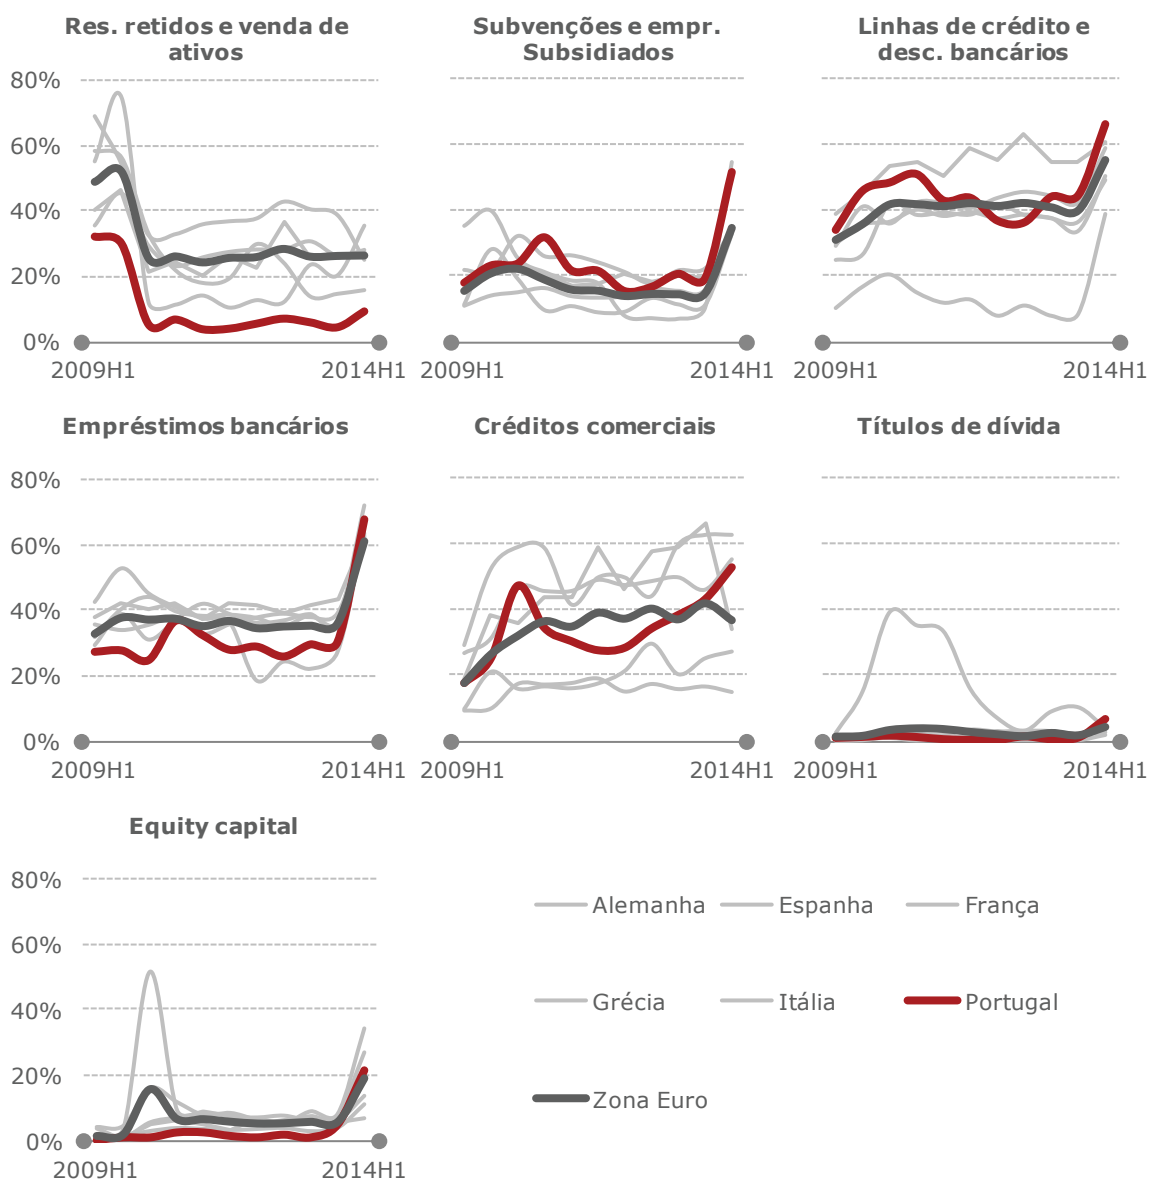 Res. retidos e venda de
ativos
Subvenções e empr.
Subsidiados
Linhas de crédito e
desc. bancários
80%
60%
40%
20%
0%
2009H1
2014H1
2009H1
2014H1
2009H1
2014H1
Empréstimos bancários
Créditos comerciais
Títulos de dívida
80%
60%
40%
20%
0%
2009H1
2014H1
2009H1
2014H1
2009H1
2014H1
Equity capital
80%
60%
40%
20%
0%
2009H1
2014H1
Alemanha
Espanha
França
Grécia
Itália
Portugal
Zona Euro